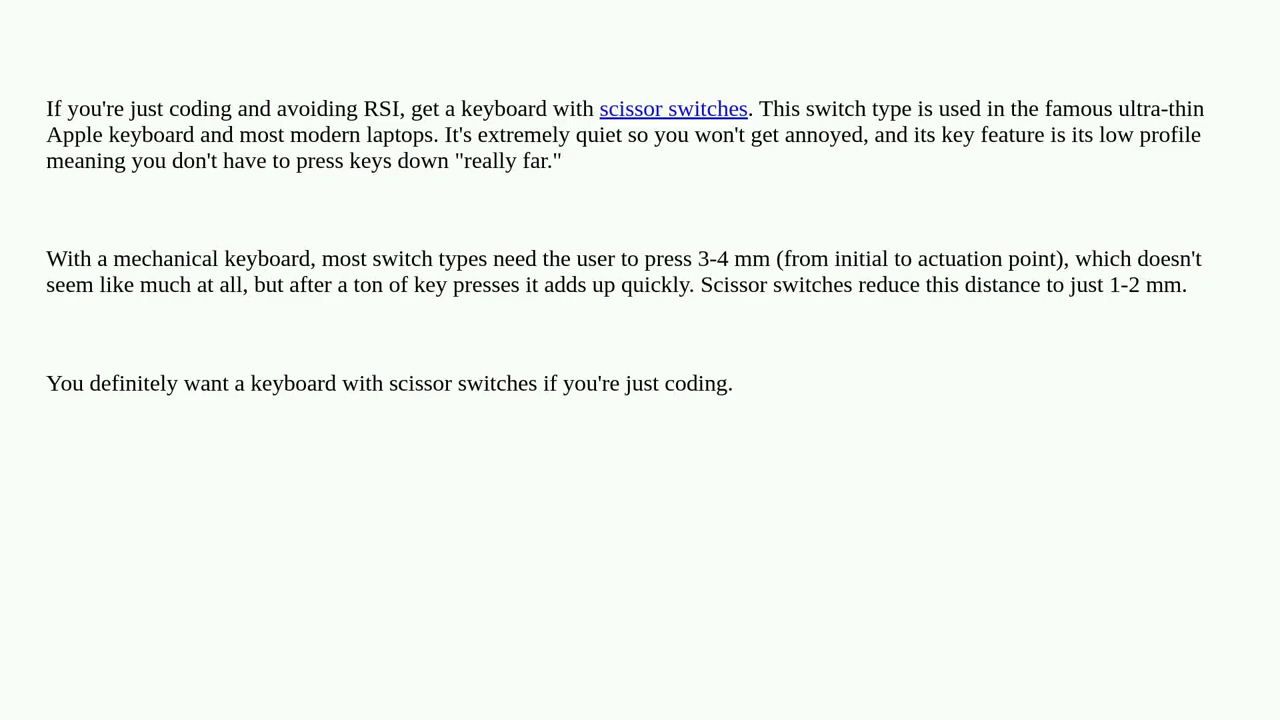 If you're just coding and avoiding RSI, get a keyboard with scissor switches. This switch type is used in the famous ultra-thin
Apple keyboard and most modern laptops. It's extremely quiet so you won't get annoyed, and its key feature is its low profile
meaning you don't have to press keys down "really far."
With a mechanical keyboard, most switch types need the user to press 3-4 mm (from initial to actuation point), which doesn't
seem like much at all, but after a ton of key presses it adds up quickly. Scissor switches reduce this distance to just 1-2 mm.
You definitely want a keyboard with scissor switches if you're just coding.